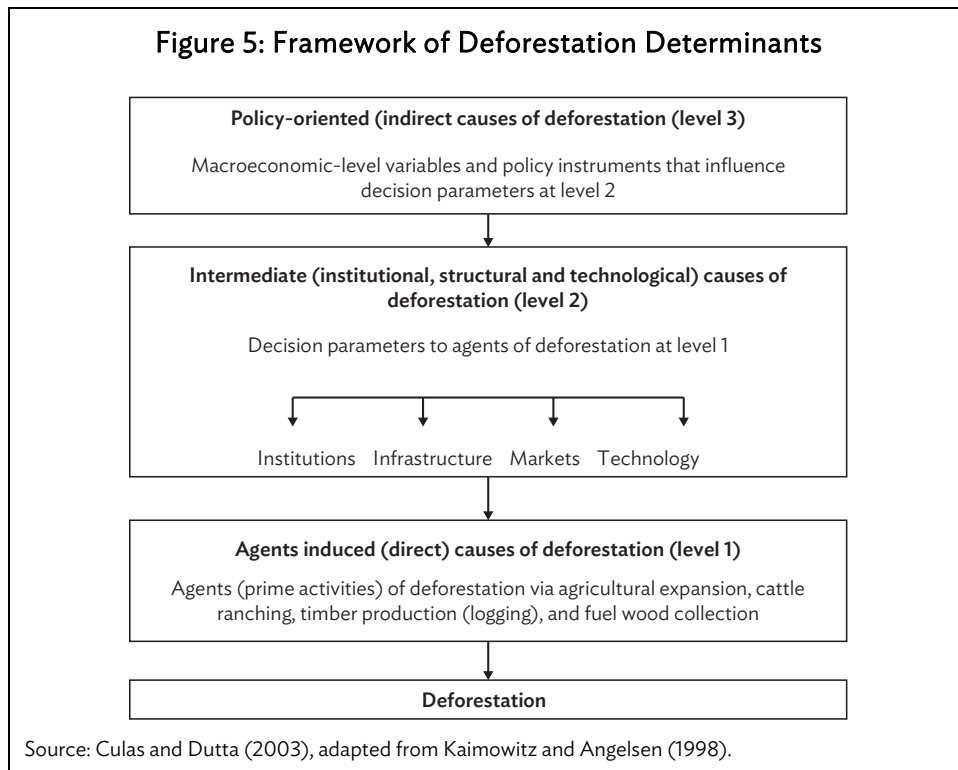 Figure 5: Framework of Deforestation Determinants
Policy-oriented (indirect causes of deforestation (level 3)
Macroeconomic-level variables and policy instruments that influence
decision parameters at level 2
Intermediate (institutional, structural and technological) causes of
deforestation (level 2)
Decision parameters to agents of deforestation at level 1
Institutions Infrastructure Markets Technology
Agents induced (direct) causes of deforestation (level 1)
Agents (prime activities) of deforestation via agricultural expansion, cattle
ranching, timber production (logging), and fuel wood collection
Deforestation
Source: Culas and Dutta (2003), adapted from Kaimowitz and Angelsen (1998).